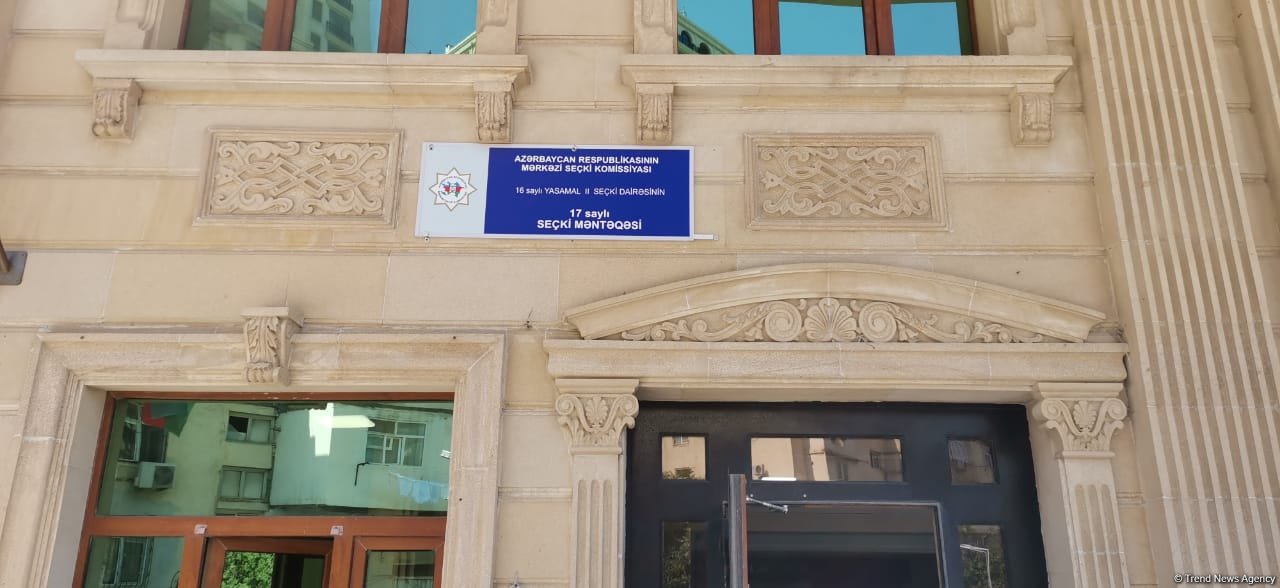 AZƏRBAYCAN RESPUBLİKASININ
MƏRKƏZİ SEÇKİ KOMİSSİYASI
16 saylı YASAMAL II SEÇKİ DAİRƏSİNİN
17 saylı
SEÇKİ MƏNTƏQƏSİ
© Trend News Agency